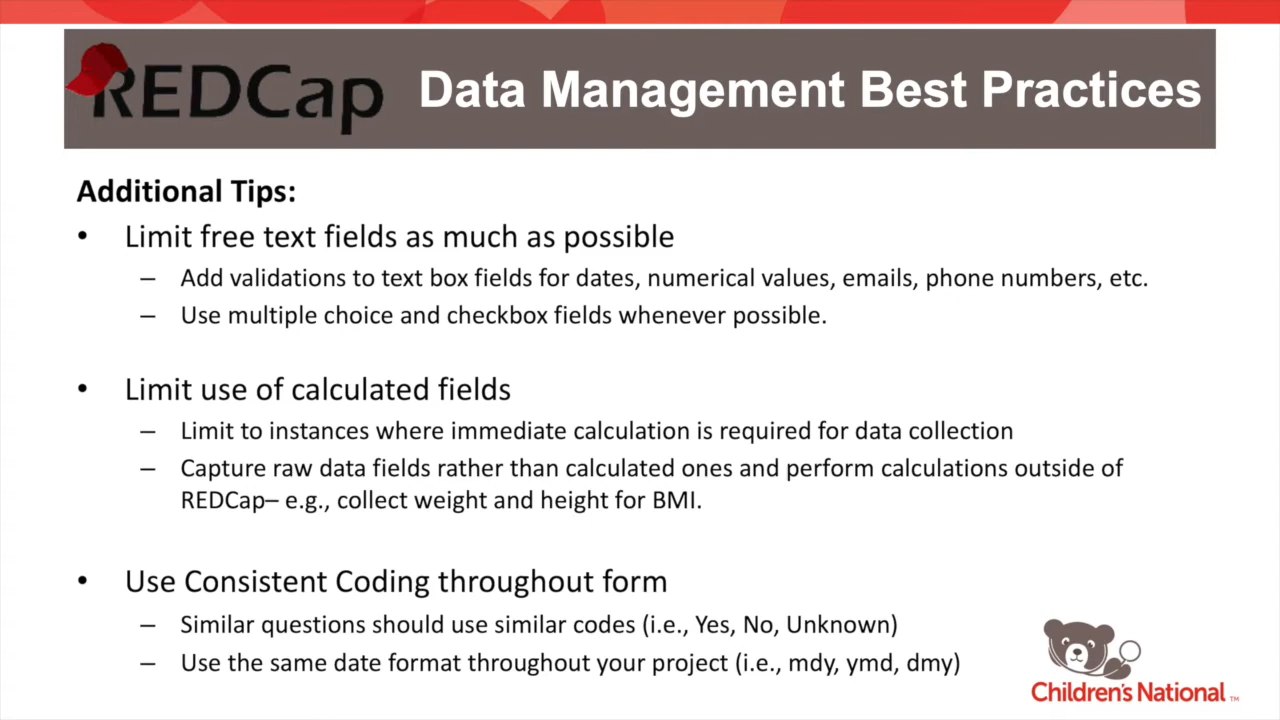 REDCap Data Management Best Practices
Additional Tips:
• Limit free text fields as much as possible
– Add validations to text box fields for dates, numerical values, emails, phone numbers, etc.
– Use multiple choice and checkbox fields whenever possible.
• Limit use of calculated fields
– Limit to instances where immediate calculation is required for data collection
– Capture raw data fields rather than calculated ones and perform calculations outside of
REDCap– e.g., collect weight and height for BMI.
• Use Consistent Coding throughout form
– Similar questions should use similar codes (i.e., Yes, No, Unknown)
– Use the same date format throughout your project (i.e., mdy, ymd, dmy)
Children's National ™